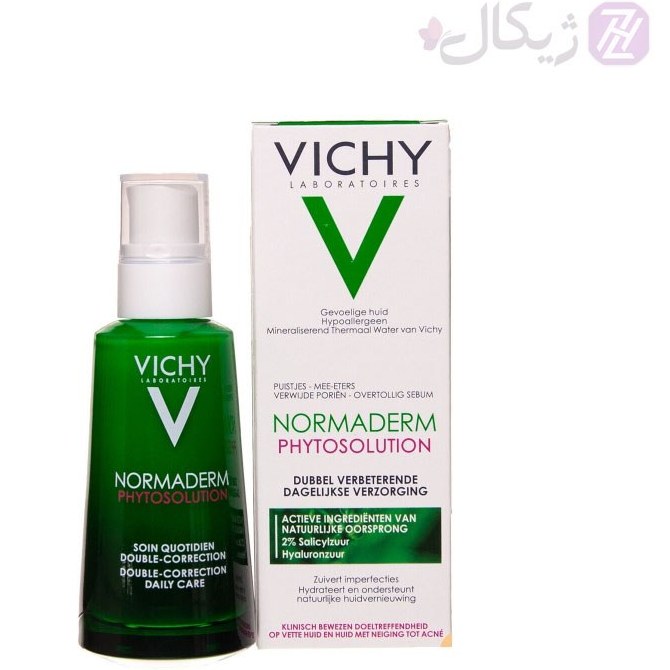 ژیکال
VICHY
LABORATOIRES
Gevoelige huid
Hypoallergeen
Mineraliserend Thermaal Water van Vichy
PUISTJES - MEE-ETERS
VERWIJDE PORIËN - OVERTOLLIG SEBUM
NORMADERM
PHYTOSOLUTION
DUBBEL VERBETERENDE
DAGELIJKSE VERZORGING
ACTIEVE INGREDIËNTEN VAN
NATUURLIJKE OORSPRONG
2% Salicylzuur
Hyaluronzuur
Zuivert imperfecties
Hydrateert en ondersteunt
natuurlijke huidvernieuwing
KLINISCH BEWEZEN DOELTREFFENDHEID
OP VETTE HUID EN HUID MET NEIGING TOT ACNÉ
VICHY
LABORATOIRES
NORMADERM
PHYTOSOLUTION
SOIN QUOTIDIEN
DOUBLE-CORRECTION
DOUBLE-CORRECTION
DAILY CARE